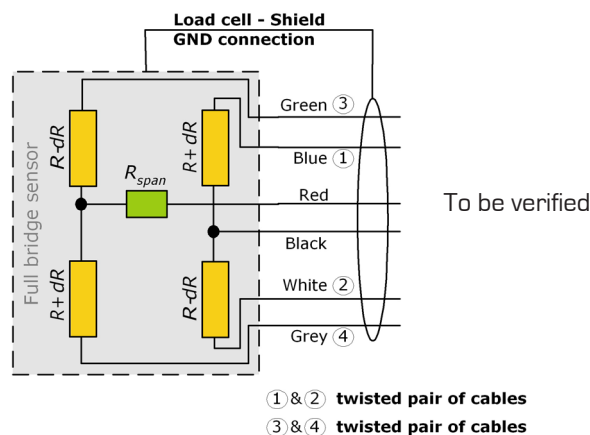 Load cell - Shield
GND connection
Full bridge sensor
R-dR
R+dR
Rspan
R+dR
R-dR
Green ③
Blue ①
Red
Black
White ②
Grey ④
To be verified
①&② twisted pair of cables
③&④ twisted pair of cables